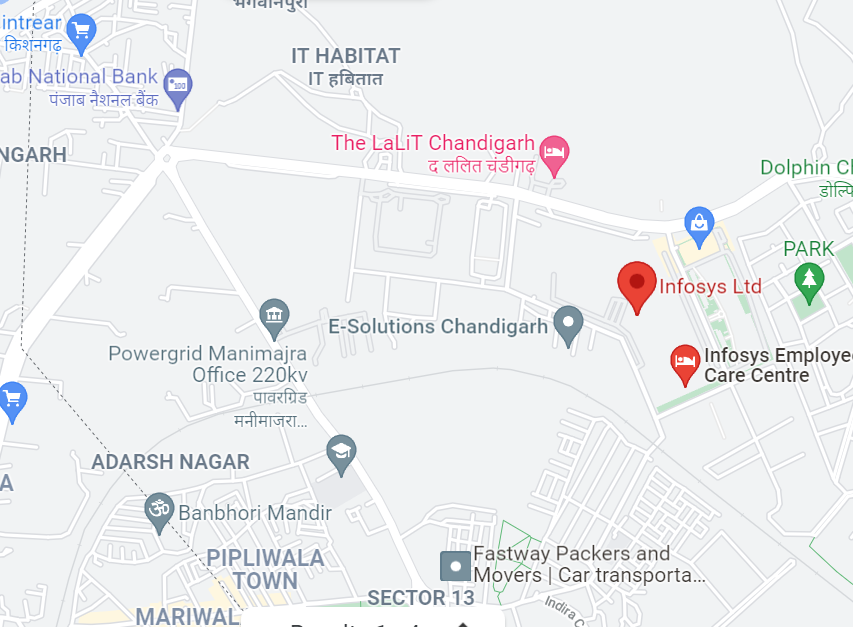 भगवानपुरा
intrear
किशनगढ़
IT HABITAT
IT हबितात
ab National Bank
पंजाब नैशनल बैंक
NGARH
The LaLiT Chandigarh
द ललित चंडीगढ़
Dolphin Cl
डोल्फि
PARK
Infosys Ltd
E-Solutions Chandigarh
Infosys Employee
Care Centre
Powergrid Manimajra
Office 220kv
पावरग्रिड
मनीमाजरा...
A
ADARSH NAGAR
Banbhori Mandir
PIPLIWALA
TOWN
Fastway Packers and
Movers | Car transporta...
SECTOR 13
MARIWAL
Indira C